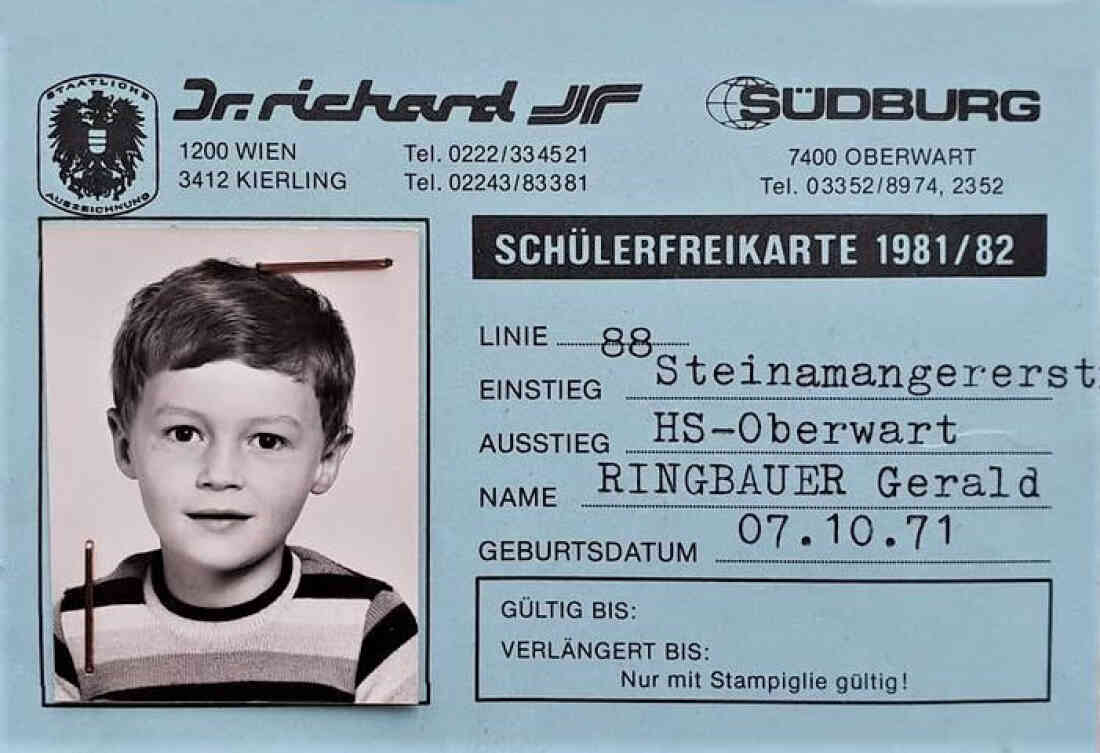 STAATLICHE
AUSZEICHNUNG
Dr. richard
SÜDBURG
1200 WIEN Tel. 0222/334521
3412 KIERLING Tel. 02243/83381
7400 OBERWART
Tel. 03352/8974, 2352
SCHÜLERFREIKARTE 1981/82
LINIE 88
EINSTIEG Steinamangererst
AUSSTIEG HS-Oberwart
NAME RINGBAUER Gerald
GEBURTSDATUM 07.10.71
GÜLTIG BIS:
VERLÄNGERT BIS:
Nur mit Stampiglie gültig!